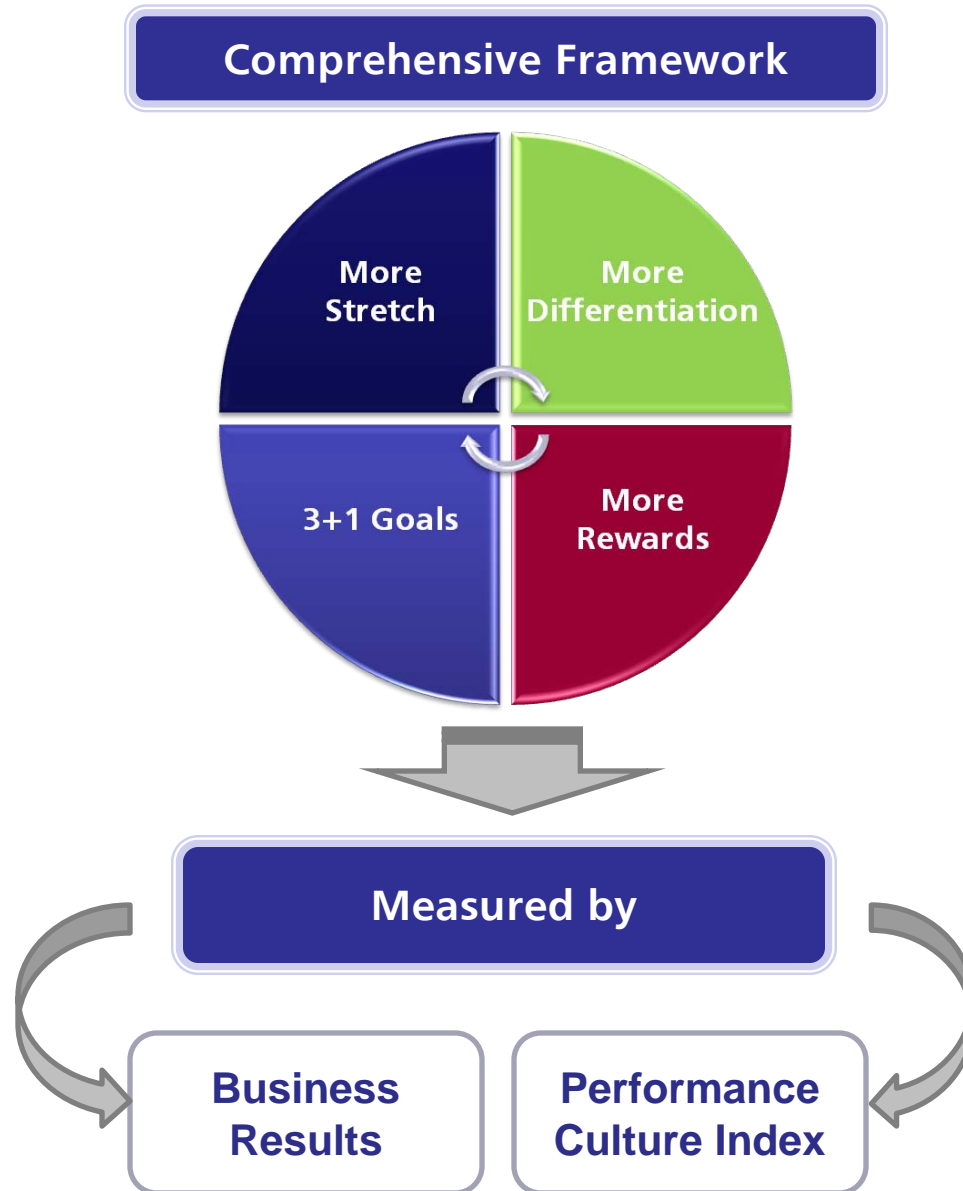 Comprehensive Framework
More
Stretch
More
Differentiation
3+1 Goals
More
Rewards
Measured by
Business
Results
Performance
Culture Index